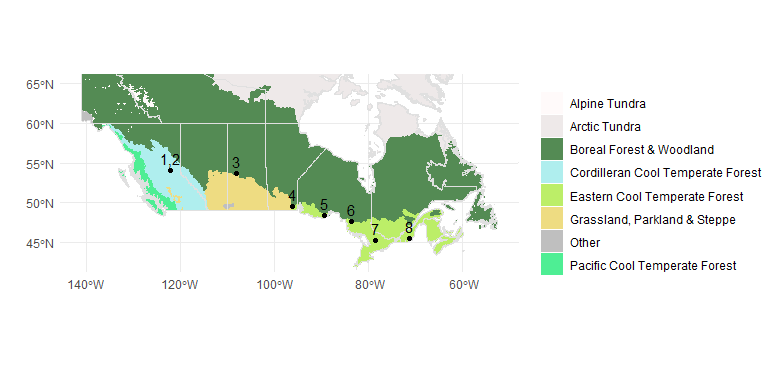 65°N
60°N
55°N
50°N
45°N
140°W
120°W
100°W
80°W
60°W
1,2
3
4
5
6
7
8
Alpine Tundra
Arctic Tundra
Boreal Forest & Woodland
Cordilleran Cool Temperate Forest
Eastern Cool Temperate Forest
Grassland, Parkland & Steppe
Other
Pacific Cool Temperate Forest